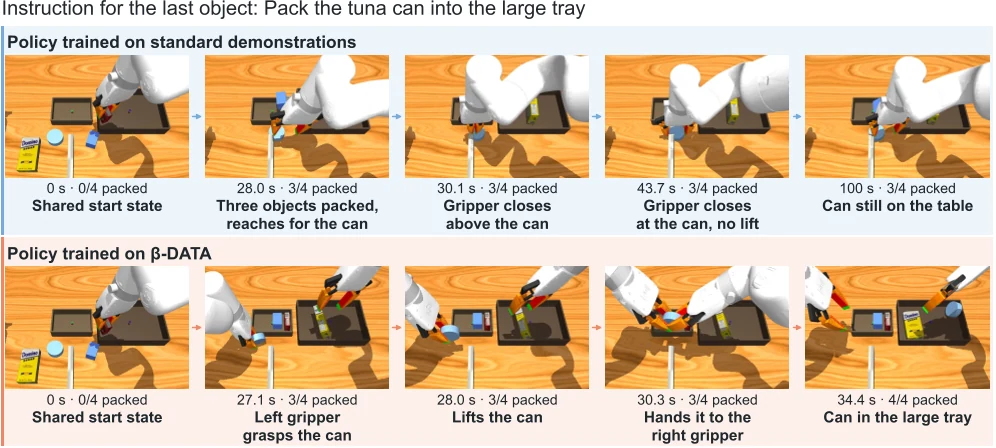 Instruction for the last object: Pack the tuna can into the large tray
Policy trained on standard demonstrations
0 s · 0/4 packed
Shared start state
28.0 s · 3/4 packed
Three objects packed,
reaches for the can
30.1 s · 3/4 packed
Gripper closes
above the can
43.7 s · 3/4 packed
Gripper closes
at the can, no lift
100 s · 3/4 packed
Can still on the table
Policy trained on β-DATA
0 s · 0/4 packed
Shared start state
27.1 s · 3/4 packed
Left gripper
grasps the can
28.0 s · 3/4 packed
Lifts the can
30.3 s · 3/4 packed
Hands it to the
right gripper
34.4 s · 4/4 packed
Can in the large tray